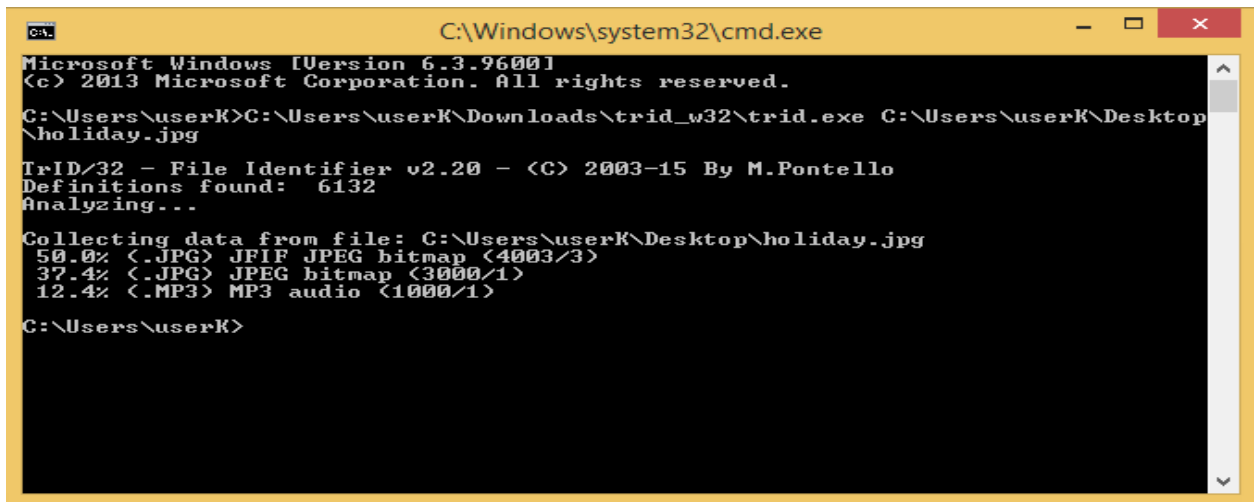 C:\Windows\system32\cmd.exe
Microsoft Windows [Version 6.3.9600]
(c) 2013 Microsoft Corporation. All rights reserved.
C:\Users\userK>C:\Users\userK\Downloads\trid_w32\trid.exe C:\Users\userK\Desktop
\holiday.jpg
TrID/32 - File Identifier v2.20 - (C) 2003-15 By M.Pontello
Definitions found:  6132
Analyzing...
Collecting data from file: C:\Users\userK\Desktop\holiday.jpg
50.0% (.JPG) JFIF JPEG bitmap (4003/3)
37.4% (.JPG) JPEG bitmap (3000/1)
12.4% (.MP3) MP3 audio (1000/1)
C:\Users\userK>